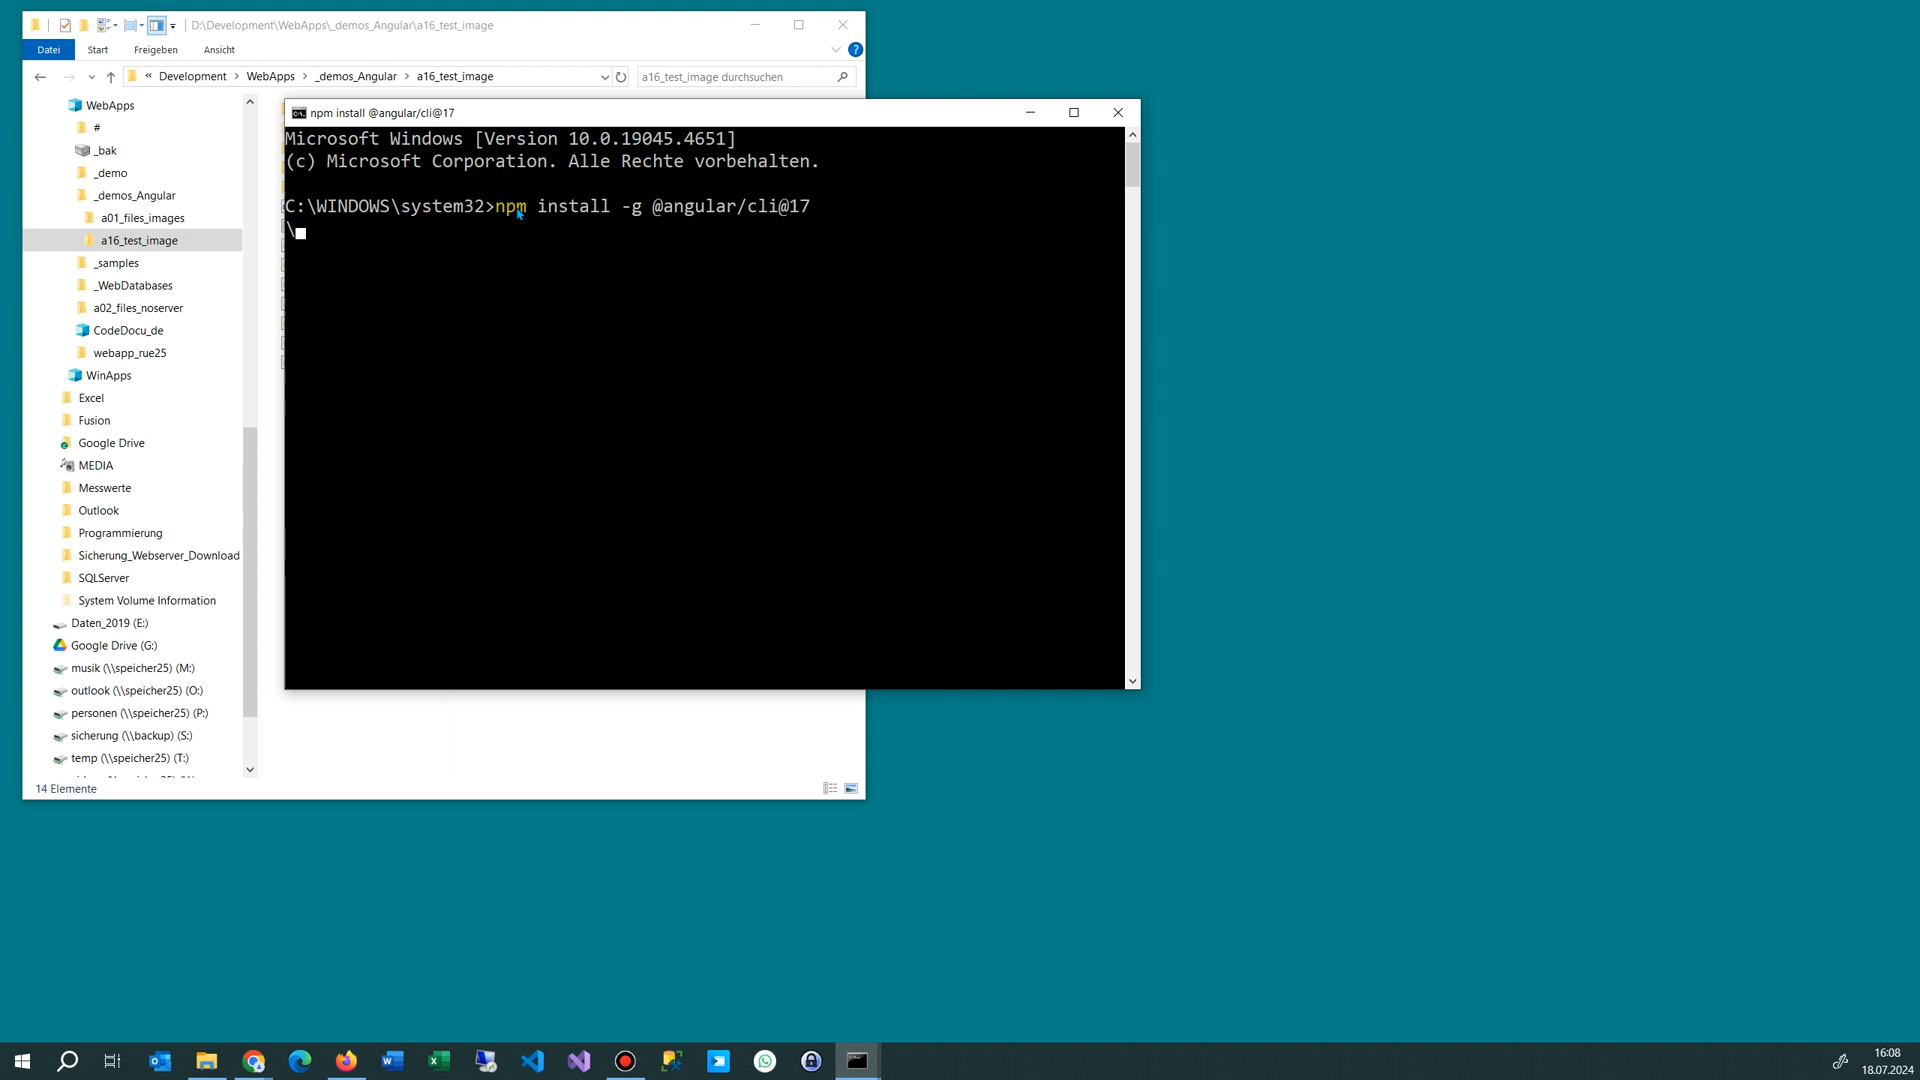 D:\Development\WebApps\_demos_Angular\a16_test_image
Datei Start Freigeben Ansicht
« Development WebApps _demos_Angular a16_test_image
a16_test_image durchsuchen
WebApps
#
_bak
_demo
_demos_Angular
a01_files_images
a16_test_image
_samples
_WebDatabases
a02_files_noserver
CodeDocu_de
webapp_rue25
WinApps
Excel
Fusion
Google Drive
MEDIA
Messwerte
Outlook
Programmierung
Sicherung_Webserver_Download
SQLServer
System Volume Information
Daten_2019 (E:)
Google Drive (G:)
musik (\\speicher25) (M:)
outlook (\\speicher25) (O:)
personen (\\speicher25) (P:)
sicherung (\\backup) (S:)
temp (\\speicher25) (T:)
14 Elemente
npm install @angular/cli@17
Microsoft Windows [Version 10.0.19045.4651]
(c) Microsoft Corporation. Alle Rechte vorbehalten.
C:\WINDOWS\system32>npm install -g @angular/cli@17
\
16:08
18.07.2024